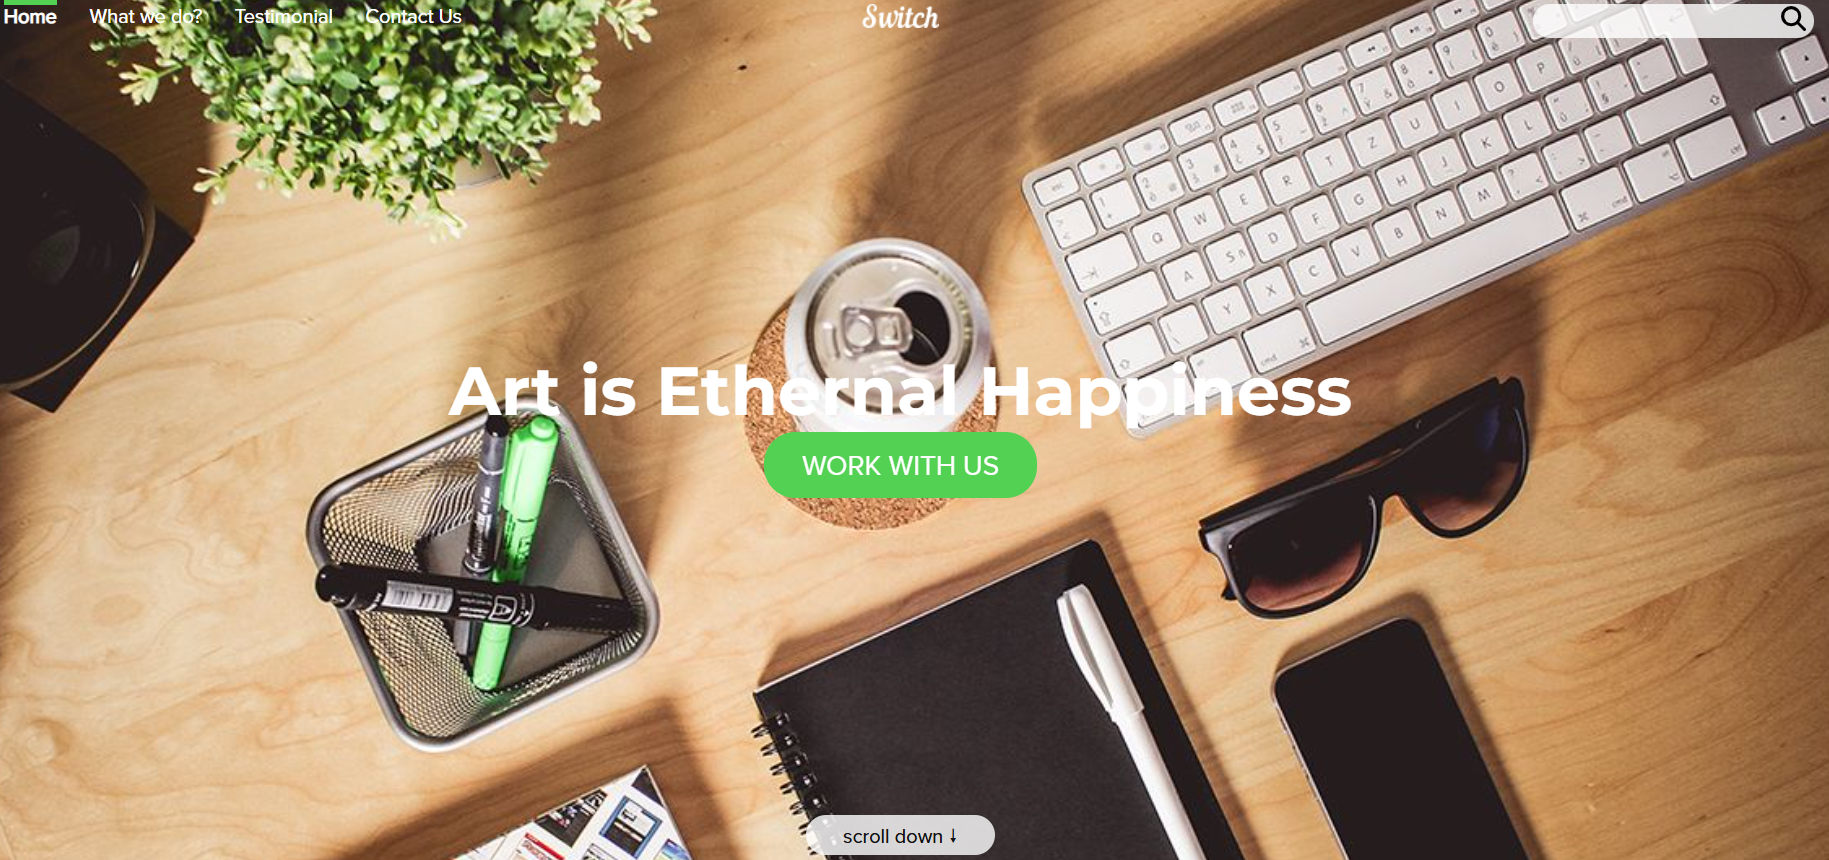 Home What we do? Testimonial Contact Us Switch
Art is Ethernal Happiness
WORK WITH US
scroll down ↓